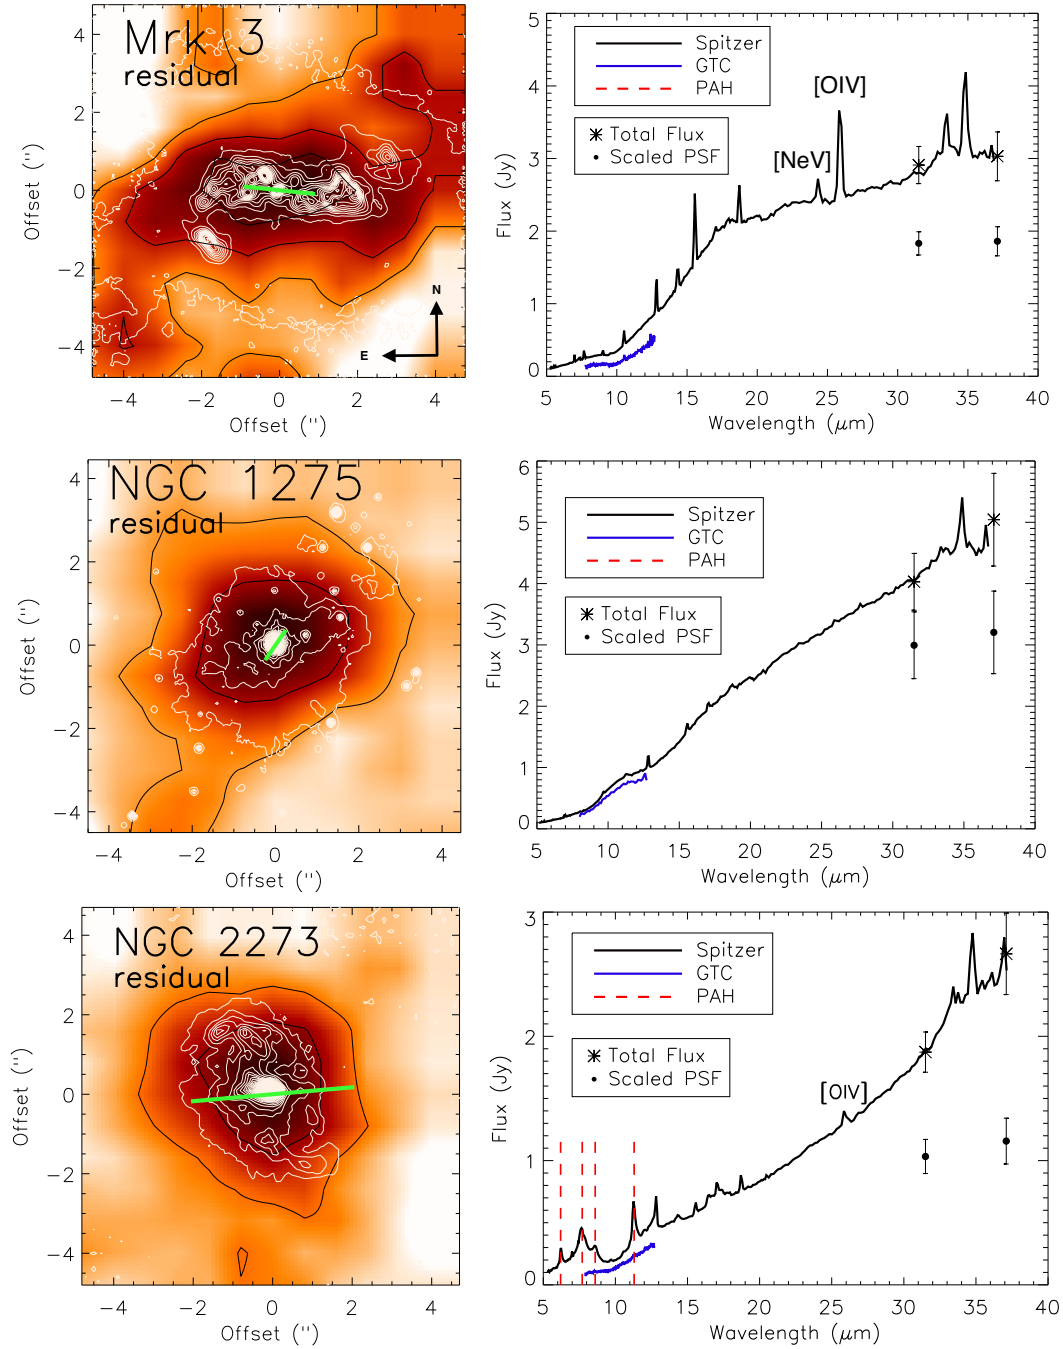 Mrk 3
residual
Offset (")
4
2
0
−2
−4
N
E
−4 −2 0 2 4
Offset (")
Spitzer
GTC
PAH
Total Flux
Scaled PSF
[OIV]
[NeV]
Flux (Jy)
5
4
3
2
1
0
5 10 15 20 25 30 35 40
Wavelength (μm)
NGC 1275
residual
Offset (")
4
2
0
−2
−4
−4 −2 0 2 4
Offset (")
Spitzer
GTC
PAH
Total Flux
Scaled PSF
Flux (Jy)
6
5
4
3
2
1
0
5 10 15 20 25 30 35 40
Wavelength (μm)
NGC 2273
residual
Offset (")
4
2
0
−2
−4
−4 −2 0 2 4
Offset (")
Spitzer
GTC
PAH
Total Flux
Scaled PSF
[OIV]
Flux (Jy)
3
2
1
0
5 10 15 20 25 30 35 40
Wavelength (μm)